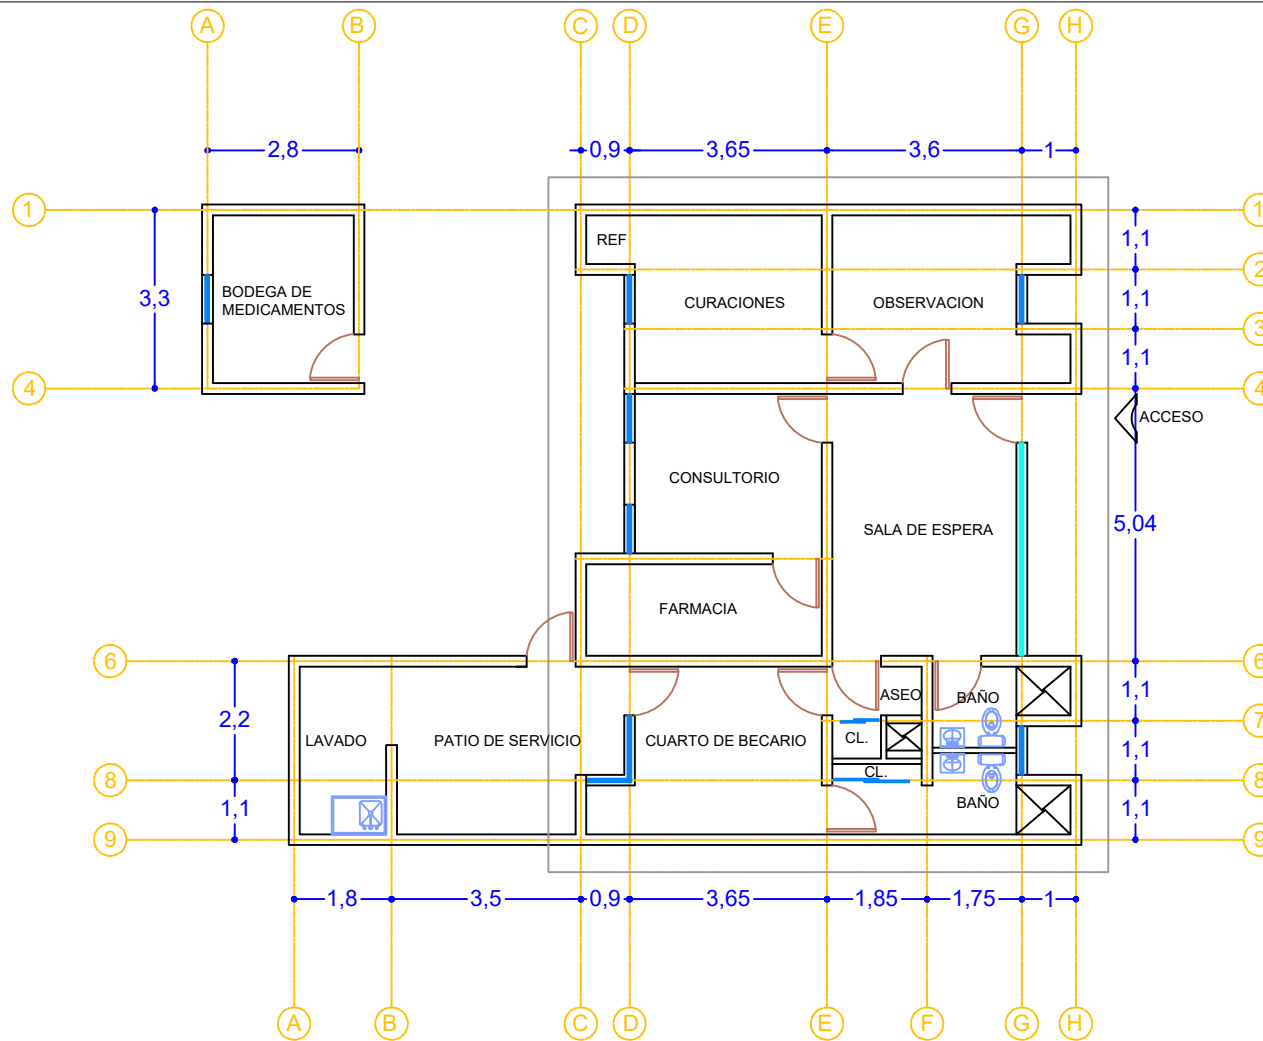 A B C D E G H
2,8 0,9 3,65 3,6 1
1 1
1,1
REF
2
3,3 BODEGA DE
MEDICAMENTOS
CURACIONES OBSERVACION 1,1
3
1,1
4 4
ACCESO
CONSULTORIO
SALA DE ESPERA 5,04
FARMACIA
6 6
1,1
ASEO BAÑO
2,2 7
LAVADO PATIO DE SERVICIO CUARTO DE BECARIO CL.
1,1
CL.
8 8
1,1 BAÑO 1,1
9 9
1,8 3,5 0,9 3,65 1,85 1,75 1
A B C D E F G H